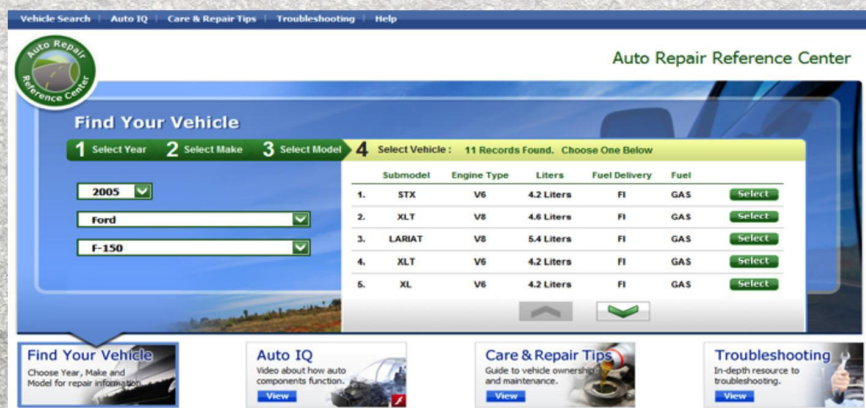 Vehicle Search | Auto IQ | Care & Repair Tips | Troubleshooting | Help
Auto Repair
Reference Center
Auto Repair Reference Center
Find Your Vehicle
1 Select Year 2 Select Make 3 Select Model 4 Select Vehicle : 11 Records Found. Choose One Below
Submodel Engine Type Liters Fuel Delivery Fuel
2005
Ford
F-150
1. STX V6 4.2 Liters FI GAS Select
2. XLT V8 4.6 Liters FI GAS Select
3. LARIAT V8 5.4 Liters FI GAS Select
4. XLT V6 4.2 Liters FI GAS Select
5. XL V6 4.2 Liters FI GAS Select
Find Your Vehicle
Choose Year, Make and
Model for repair information.
Auto IQ
Video about how auto
components function.
View
Care & Repair Tips
Guide to vehicle ownership
and maintenance.
View
Troubleshooting
In-depth resource to
troubleshooting.
View